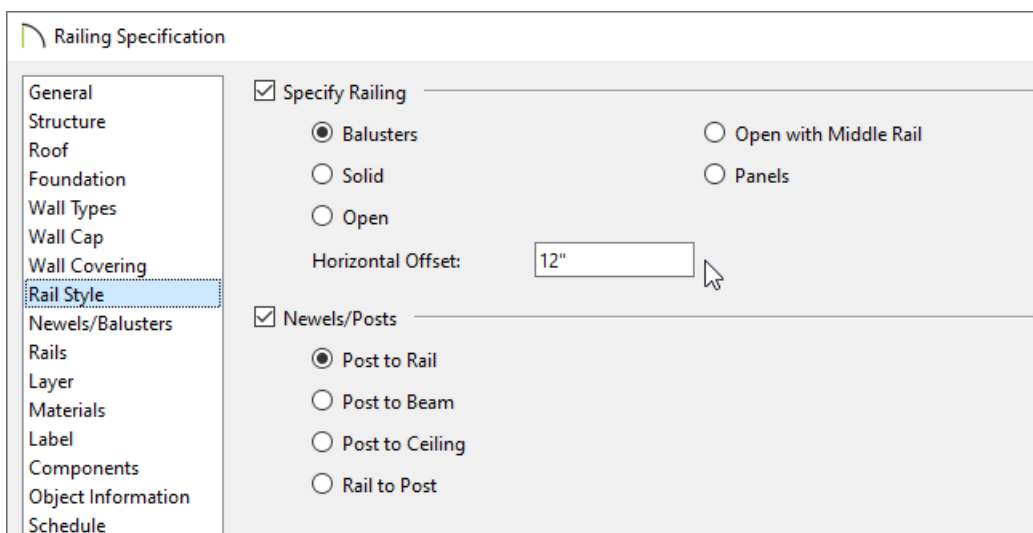 Railing Specification
General
Structure
Roof
Foundation
Wall Types
Wall Cap
Wall Covering
Rail Style
Newels/Balusters
Rails
Layer
Materials
Label
Components
Object Information
Schedule
Specify Railing
Balusters
Open with Middle Rail
Solid
Panels
Open
Horizontal Offset: 12"
Newels/Posts
Post to Rail
Post to Beam
Post to Ceiling
Rail to Post